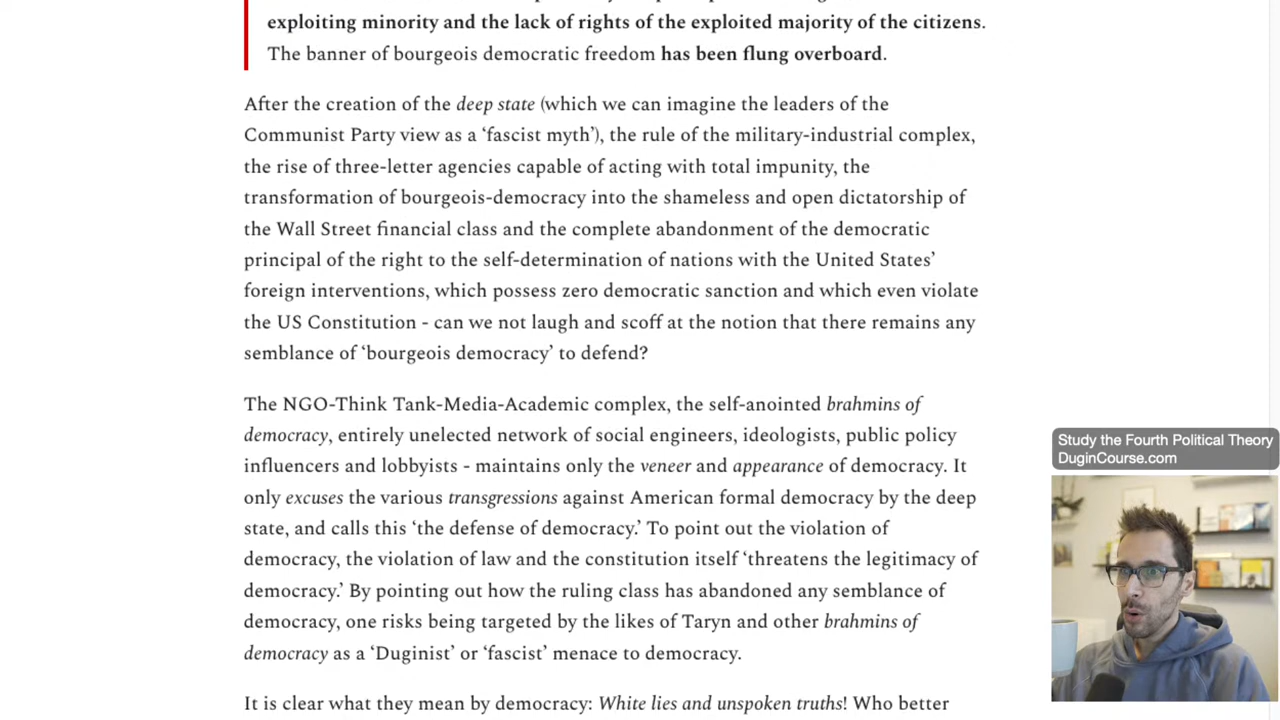 exploiting minority and the lack of rights of the exploited majority of the citizens.
The banner of bourgeois democratic freedom has been flung overboard.
After the creation of the deep state (which we can imagine the leaders of the
Communist Party view as a ‘fascist myth’), the rule of the military-industrial complex,
the rise of three-letter agencies capable of acting with total impunity, the
transformation of bourgeois-democracy into the shameless and open dictatorship of
the Wall Street financial class and the complete abandonment of the democratic
principal of the right to the self-determination of nations with the United States’
foreign interventions, which possess zero democratic sanction and which even violate
the US Constitution - can we not laugh and scoff at the notion that there remains any
semblance of ‘bourgeois democracy’ to defend?
The NGO-Think Tank-Media-Academic complex, the self-anointed brahmins of
democracy, entirely unelected network of social engineers, ideologists, public policy
influencers and lobbyists - maintains only the veneer and appearance of democracy. It
only excuses the various transgressions against American formal democracy by the deep
state, and calls this ‘the defense of democracy.’ To point out the violation of
democracy, the violation of law and the constitution itself ‘threatens the legitimacy of
democracy.’ By pointing out how the ruling class has abandoned any semblance of
democracy, one risks being targeted by the likes of Taryn and other brahmins of
democracy as a ‘Duginist’ or ‘fascist’ menace to democracy.
It is clear what they mean by democracy: White lies and unspoken truths! Who better
Study the Fourth Political Theory
DuginCourse.com